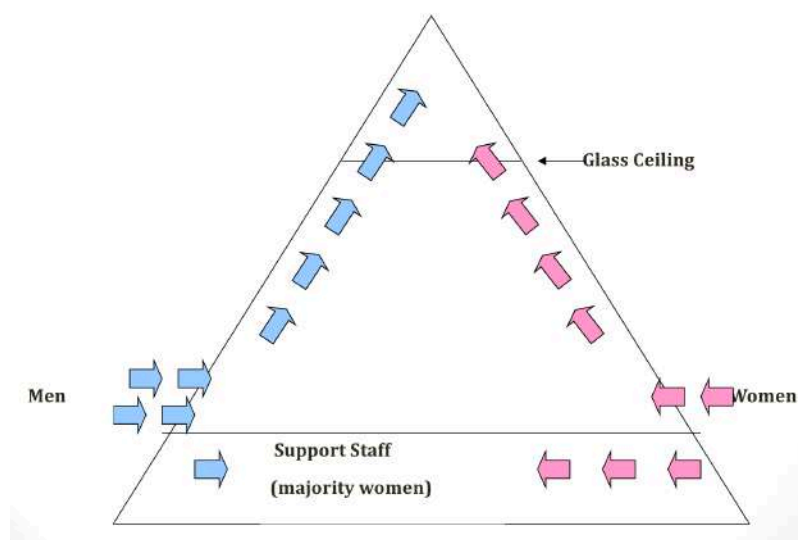 Glass Ceiling
Men
Women
Support Staff
(majority women)